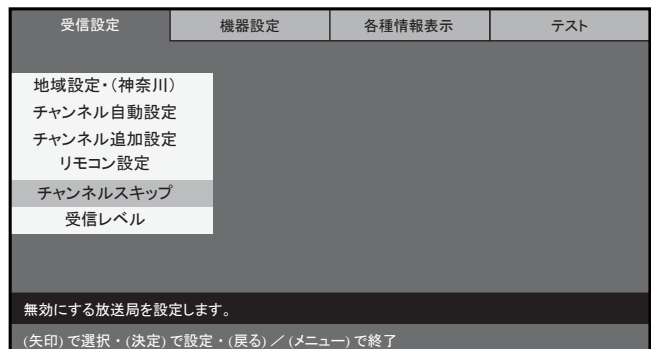 受信設定 機器設定 各種情報表示 テスト
地域設定・(神奈川)
チャンネル自動設定
チャンネル追加設定
リモコン設定
チャンネルスキップ
受信レベル
無効にする放送局を設定します。
(矢印) で選択・(決定) で設定・(戻る) ／ (メニュー) で終了